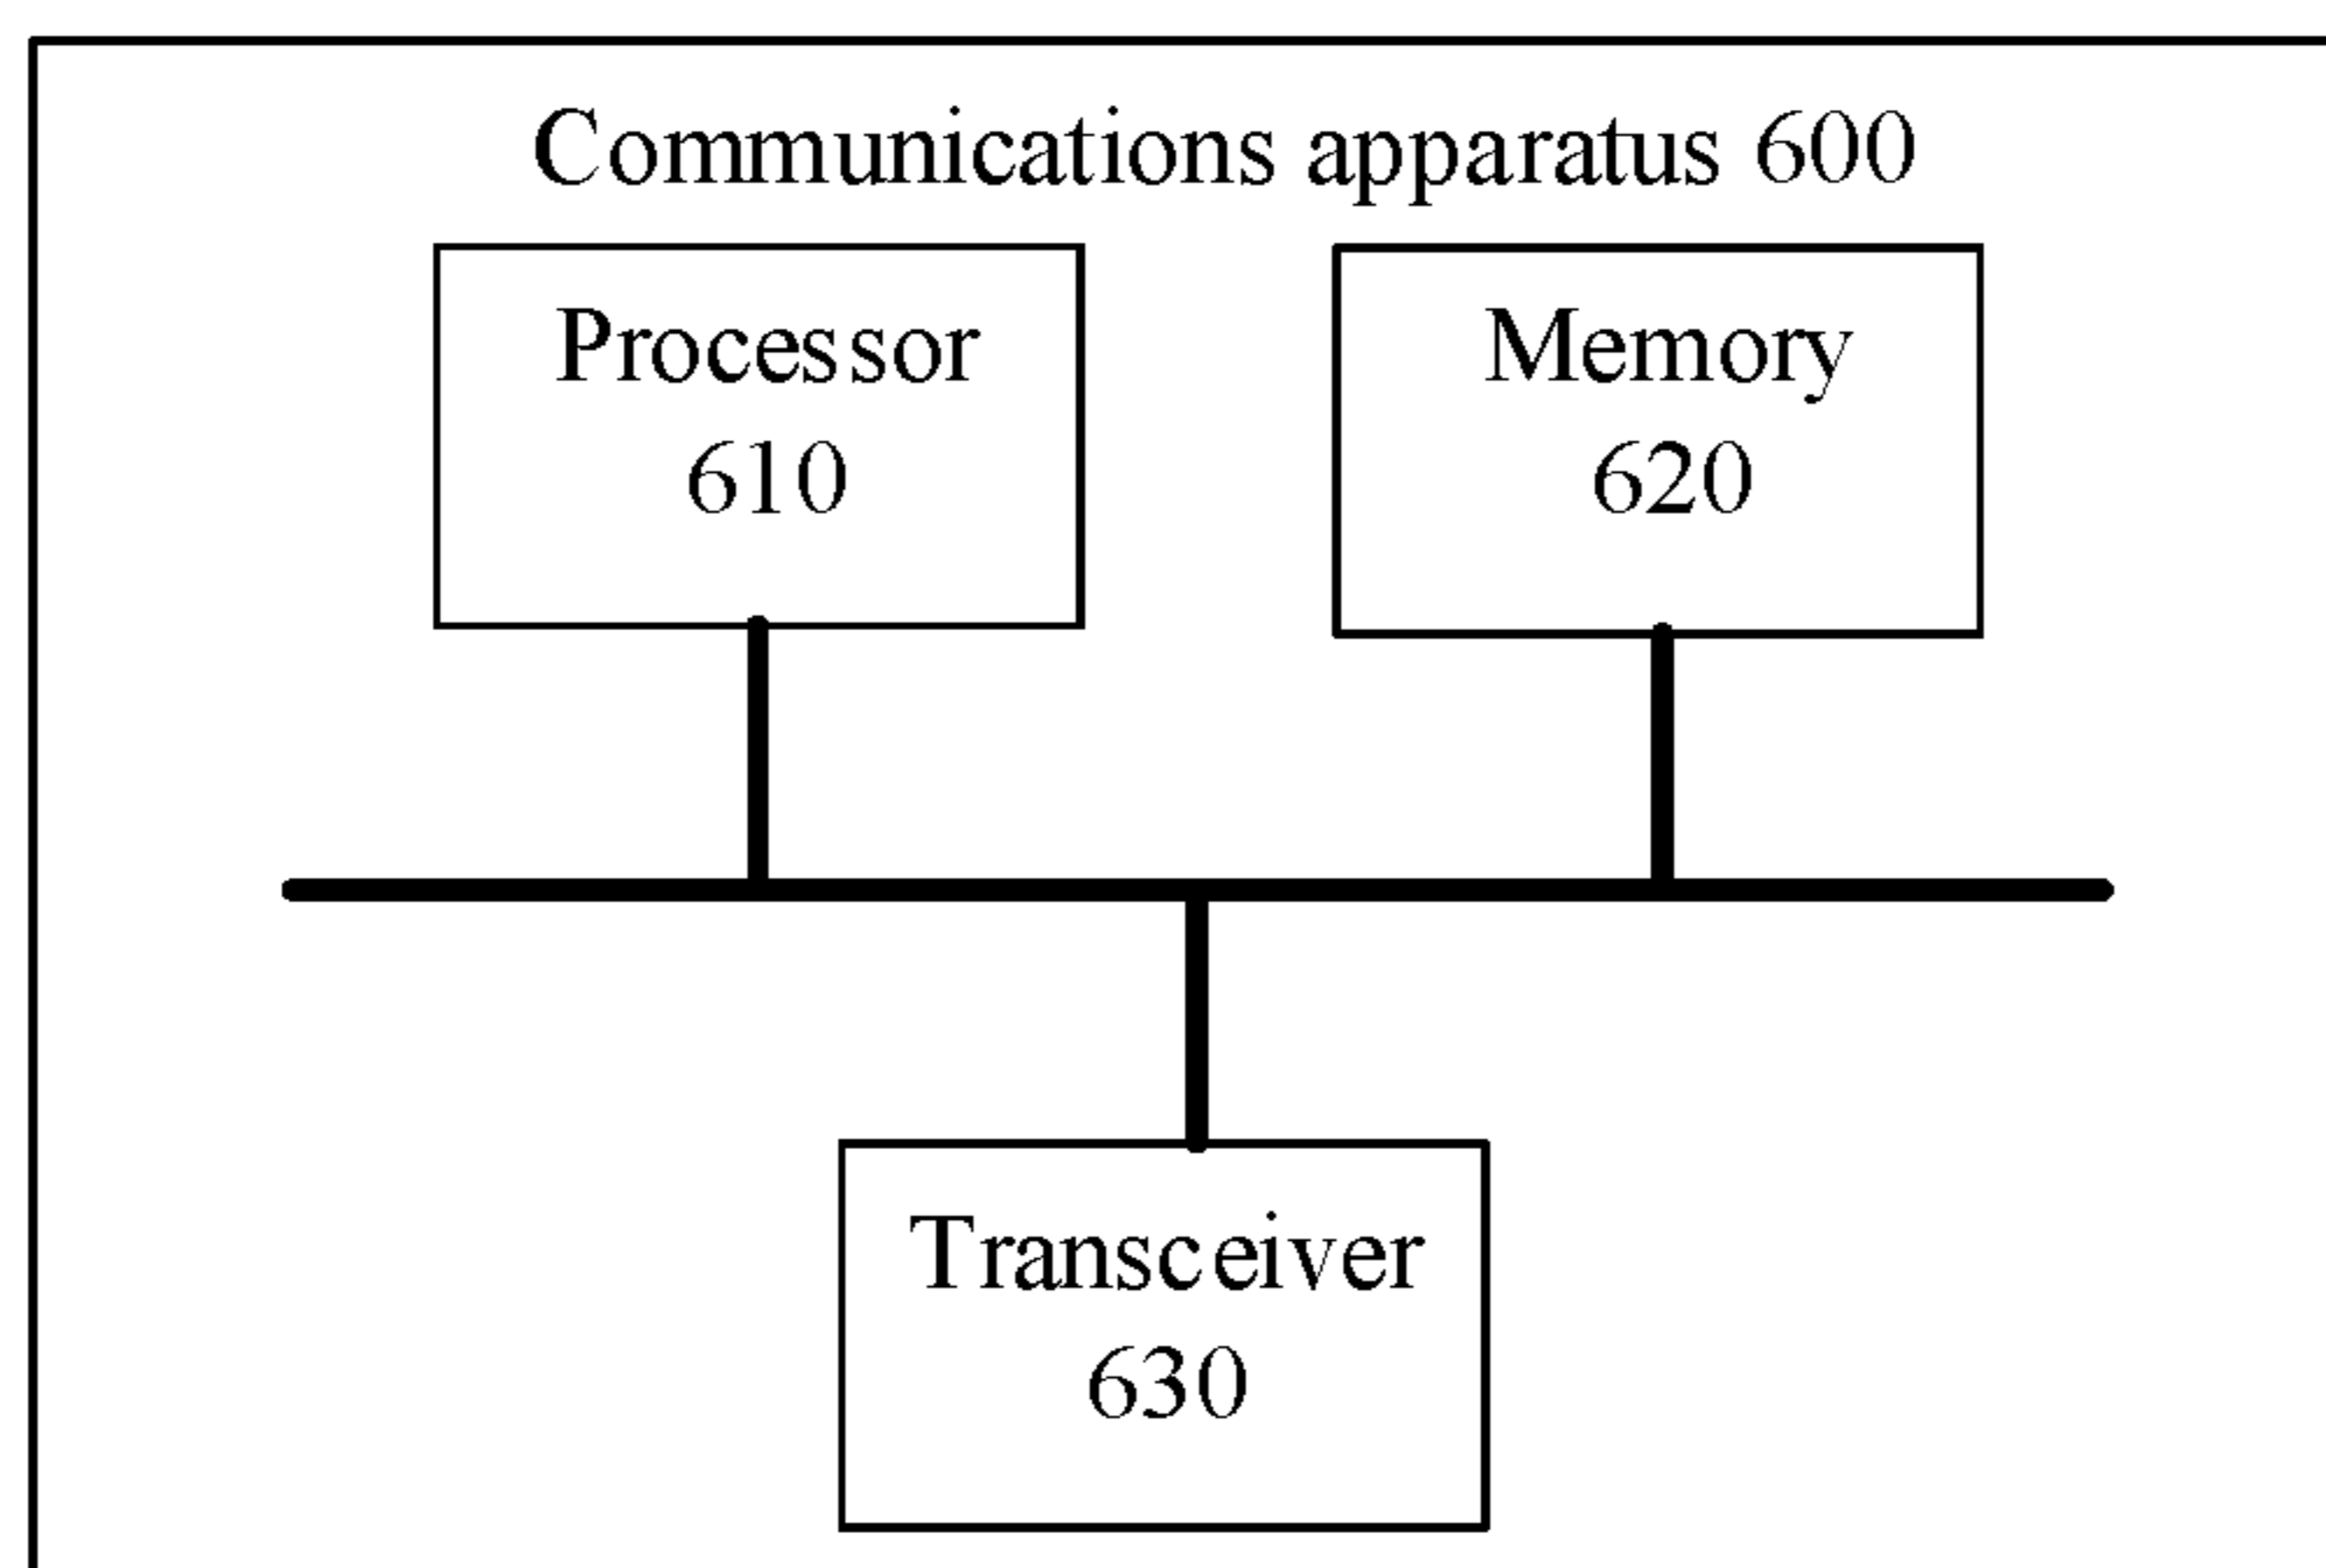 Communications apparatus 600
Processor
610
Memory
620
Transceiver
630